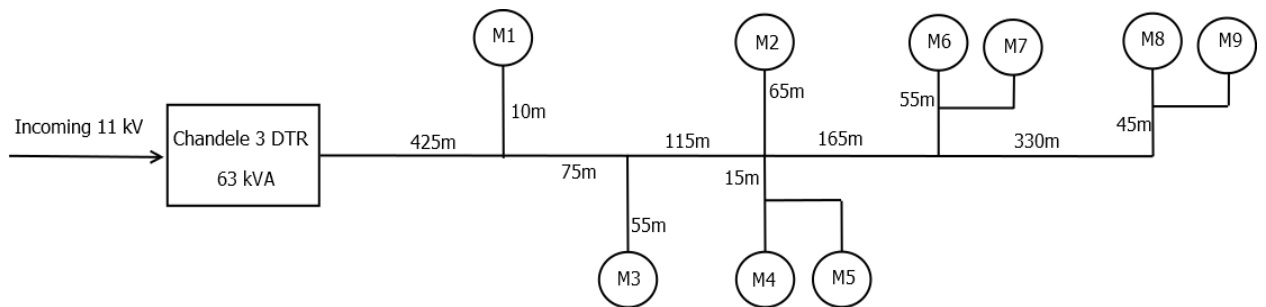 M1
M2
M6
M7
M8
M9
Incoming 11 kV
Chandele 3 DTR
63 kVA
10m
65m
55m
45m
425m
75m
115m
165m
330m
15m
55m
M3
M4
M5